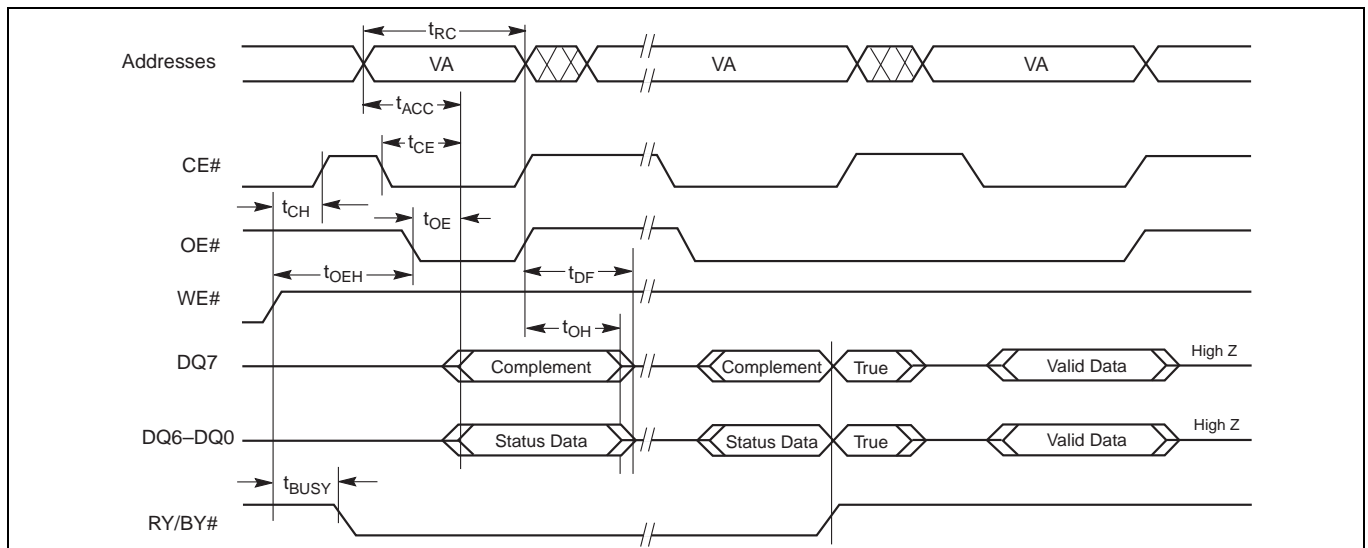 tRC
Addresses VA VA VA
tACC
tCE
CE#
tCH
tOE
OE#
tOEH
tDF
WE#
tOH
DQ7 Complement Complement True Valid Data High Z
DQ6–DQ0 Status Data Status Data True Valid Data High Z
tBUSY
RY/BY#